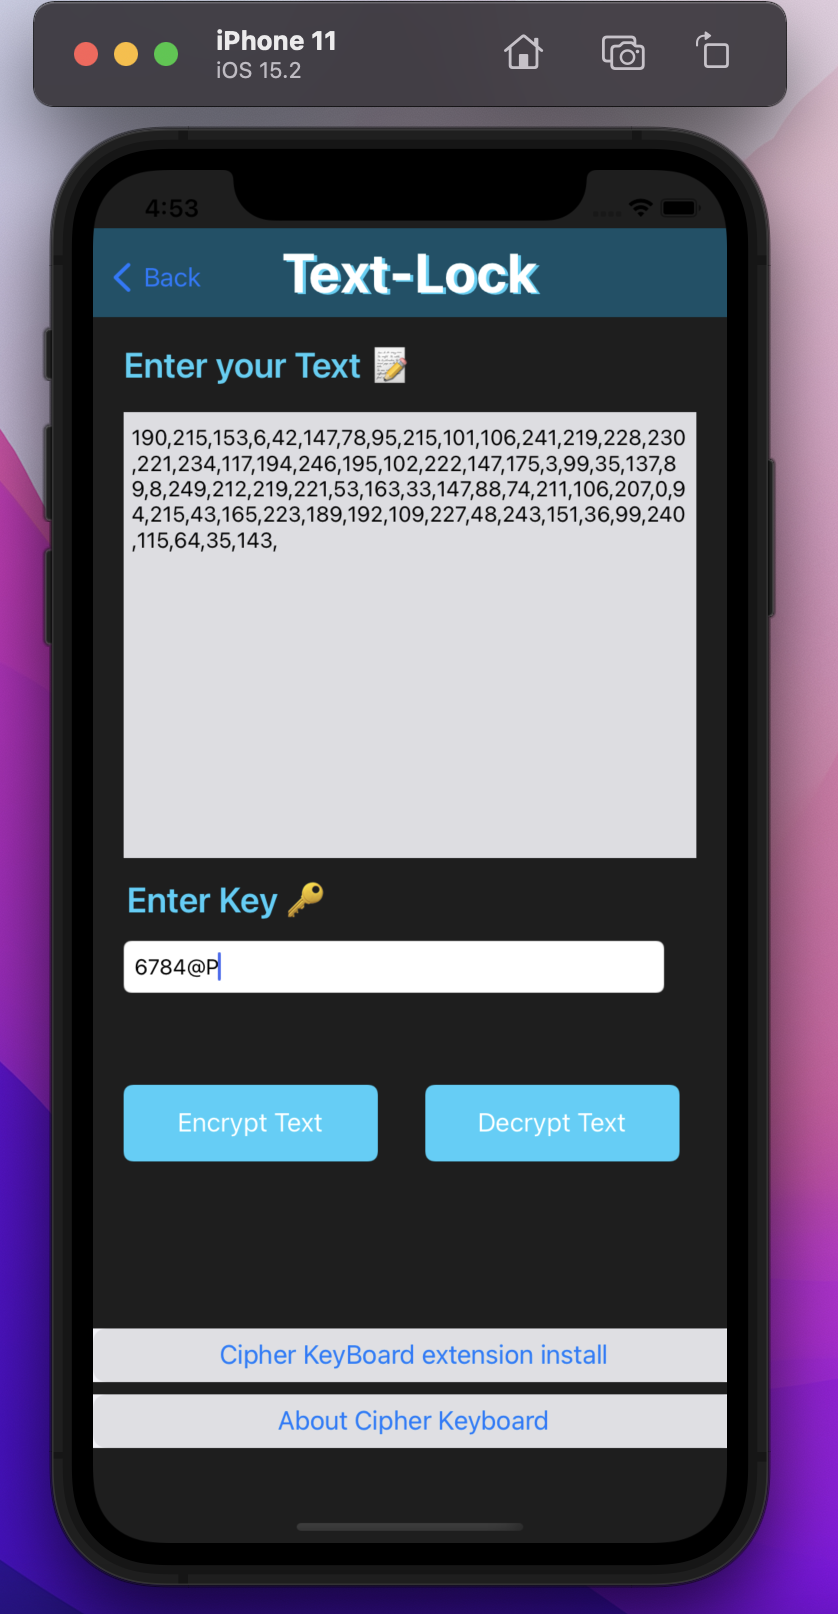 iPhone 11
iOS 15.2
4:53
Back
Text-Lock
Enter your Text
190,215,153,6,42,147,78,95,215,101,106,241,219,228,230
,221,234,117,194,246,195,102,222,147,175,3,99,35,137,8
9,8,249,212,219,221,53,163,33,147,88,74,211,106,207,0,9
4,215,43,165,223,189,192,109,227,48,243,151,36,99,240
,115,64,35,143,
Enter Key
6784@P
Encrypt Text
Decrypt Text
Cipher KeyBoard extension install
About Cipher Keyboard